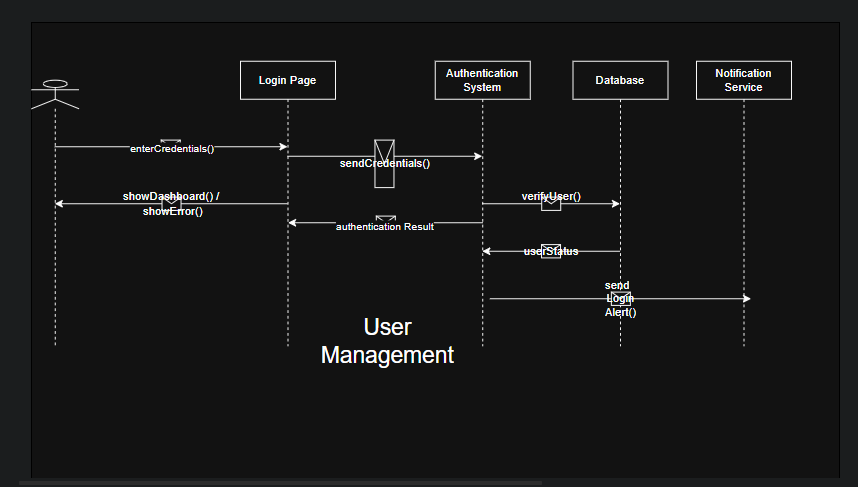 Login Page
Authentication
System
Database
Notification
Service
enterCredentials()
sendCredentials()
showDashboard() /
showError()
verifyUser()
authentication Result
userStatus
send
Login
Alert()
User
Management